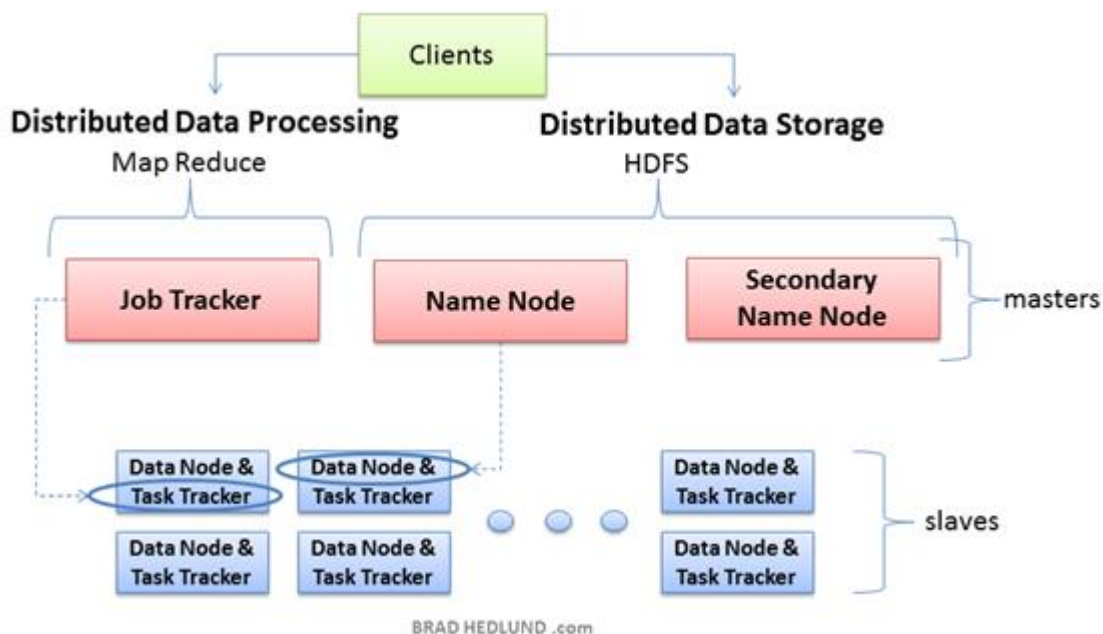 Clients
Distributed Data Processing
Map Reduce
Distributed Data Storage
HDFS
Job Tracker
Name Node
Secondary
Name Node
masters
Data Node &
Task Tracker
Data Node &
Task Tracker
Data Node &
Task Tracker
Data Node &
Task Tracker
Data Node &
Task Tracker
Data Node &
Task Tracker
slaves
BRAD HEDLUND .com